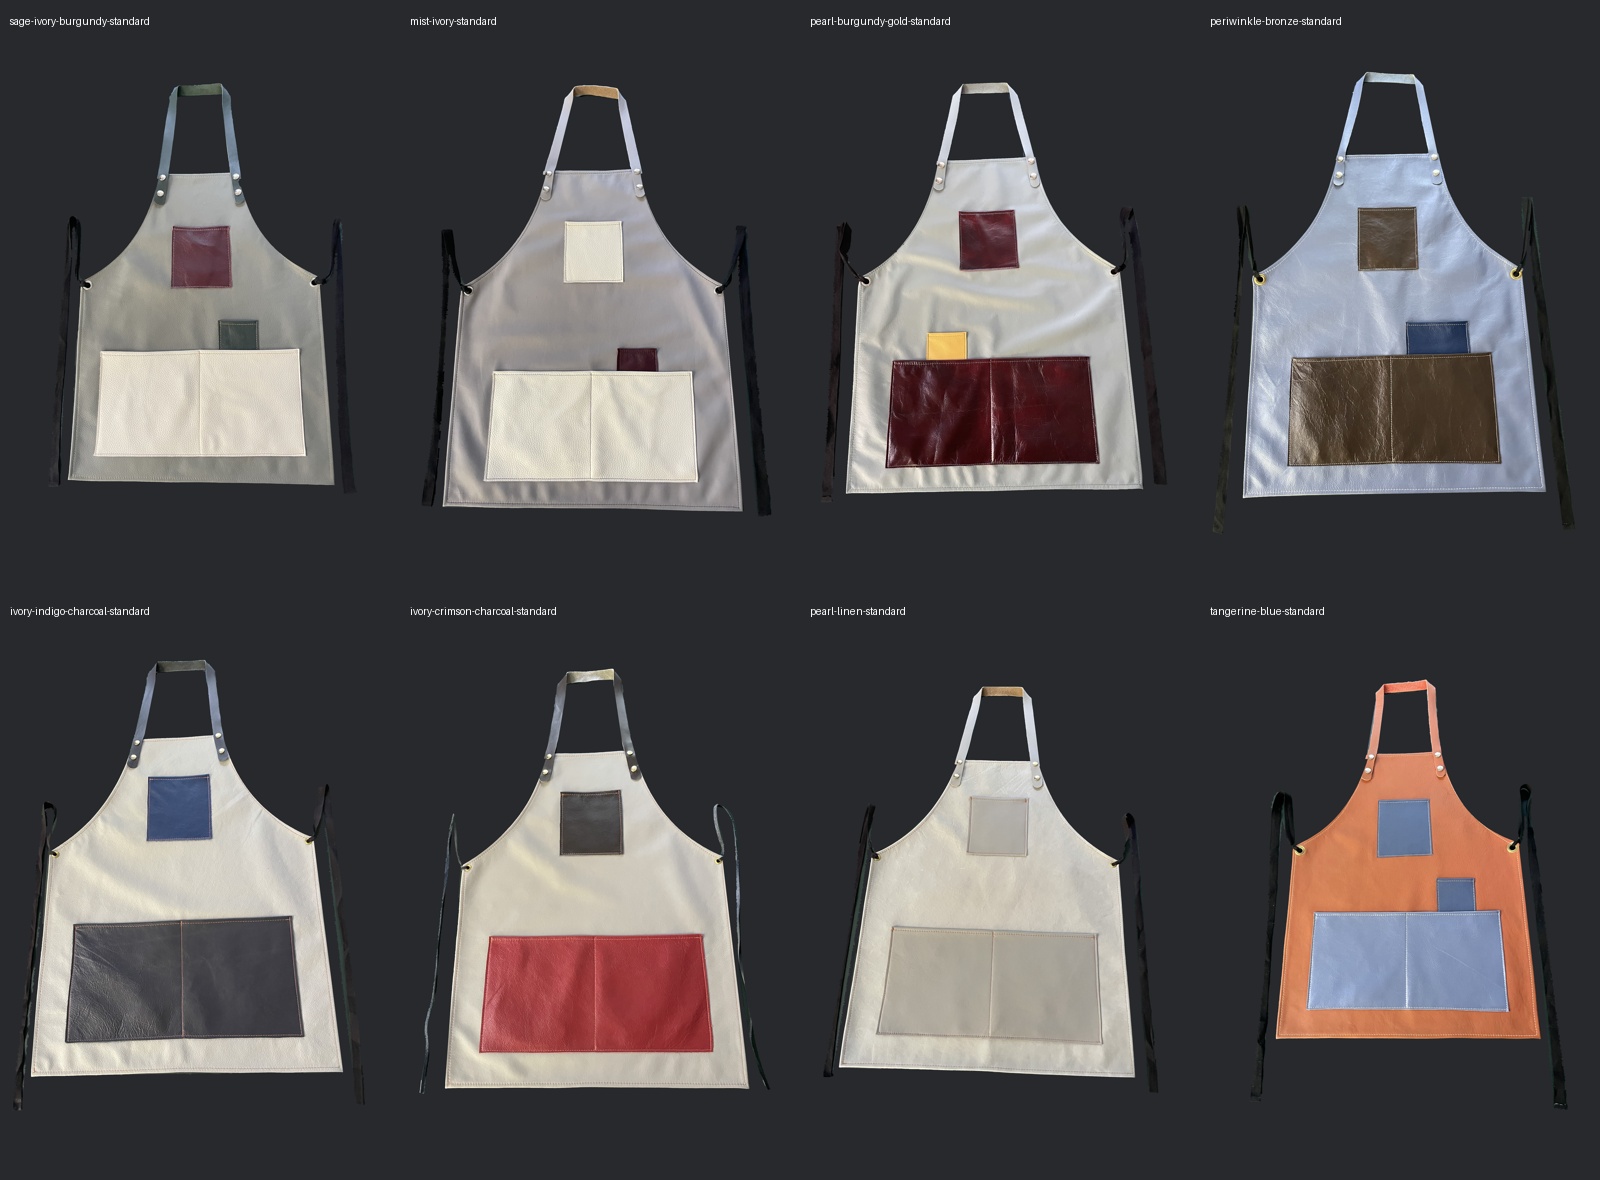 sage-ivory-burgundy-standard
mist-ivory-standard
pearl-burgundy-gold-standard
periwinkle-bronze-standard
ivory-indigo-charcoal-standard
ivory-crimson-charcoal-standard
pearl-linen-standard
tangerine-blue-standard